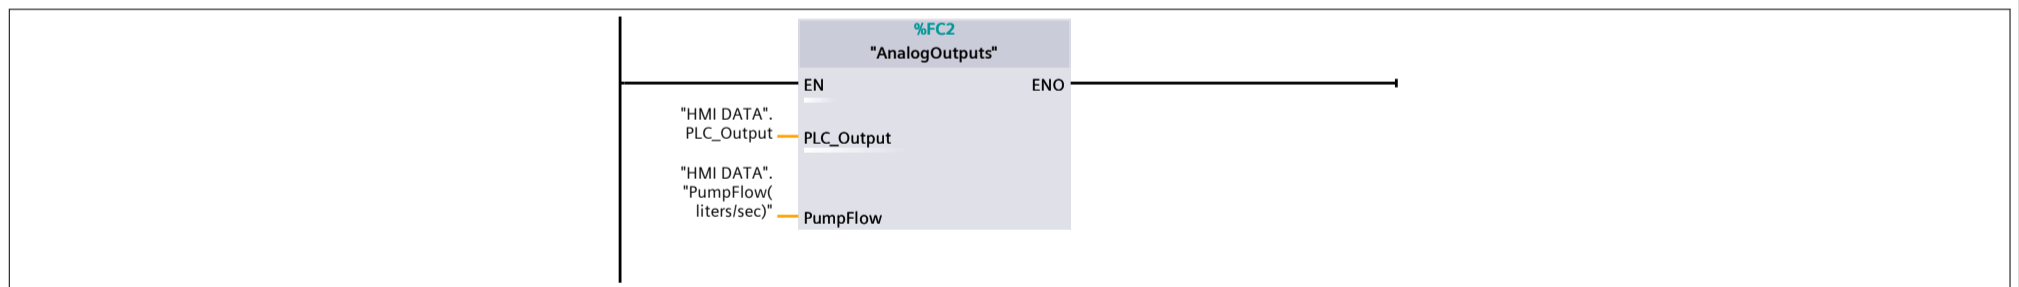 %FC2
"AnalogOutputs"
EN
ENO
"HMI DATA".
PLC_Output
PLC_Output
"HMI DATA".
"PumpFlow(
liters/sec)"
PumpFlow